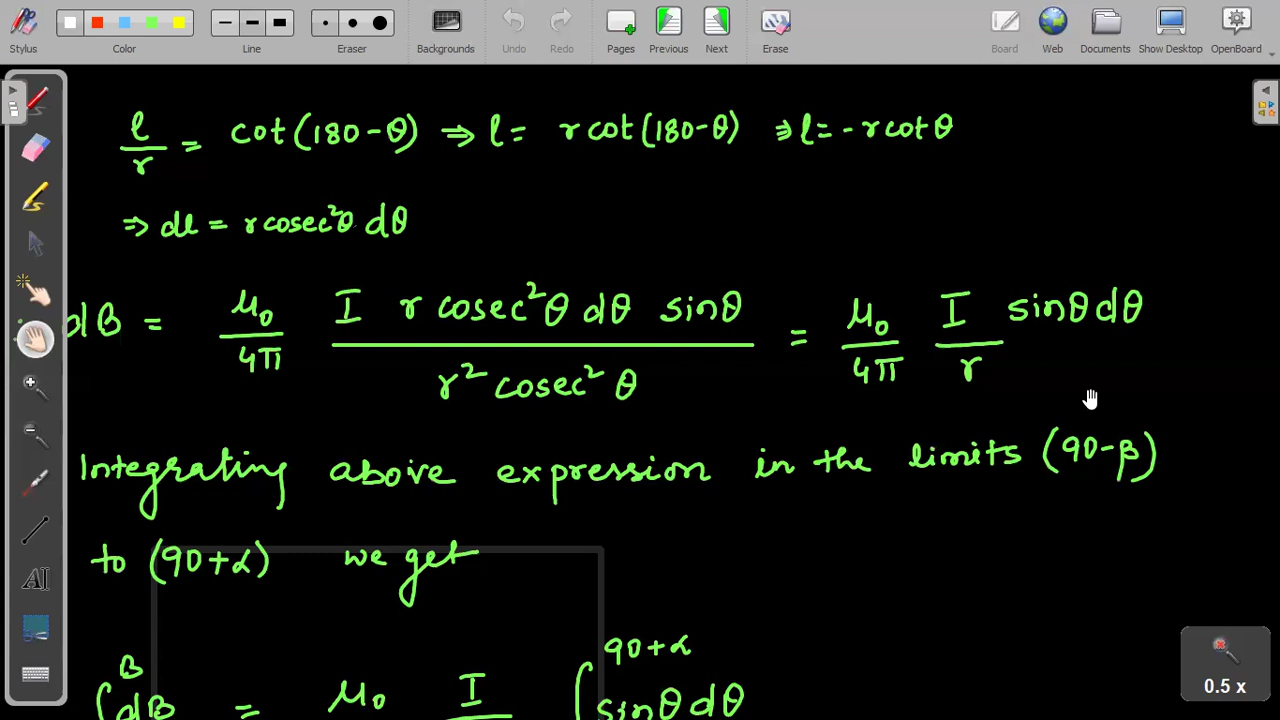 Stylus Color Line Eraser Backgrounds Undo Redo Pages Previous Next Erase Board Web Documents Show Desktop OpenBoard
l/r = cot(180-θ) ⇒ l = r cot(180-θ) ⇒ l = -r cotθ
⇒ dl = r cosec²θ dθ
dB = μ₀/4π I r cosec²θ dθ sinθ / r² cosec²θ = μ₀/4π I/r sinθ dθ
Integrating above expression in the limits (90-β)
to (90+α) we get
∫ᴮ dB = μ₀ I ∫^(90+α) sinθ dθ
0.5 x